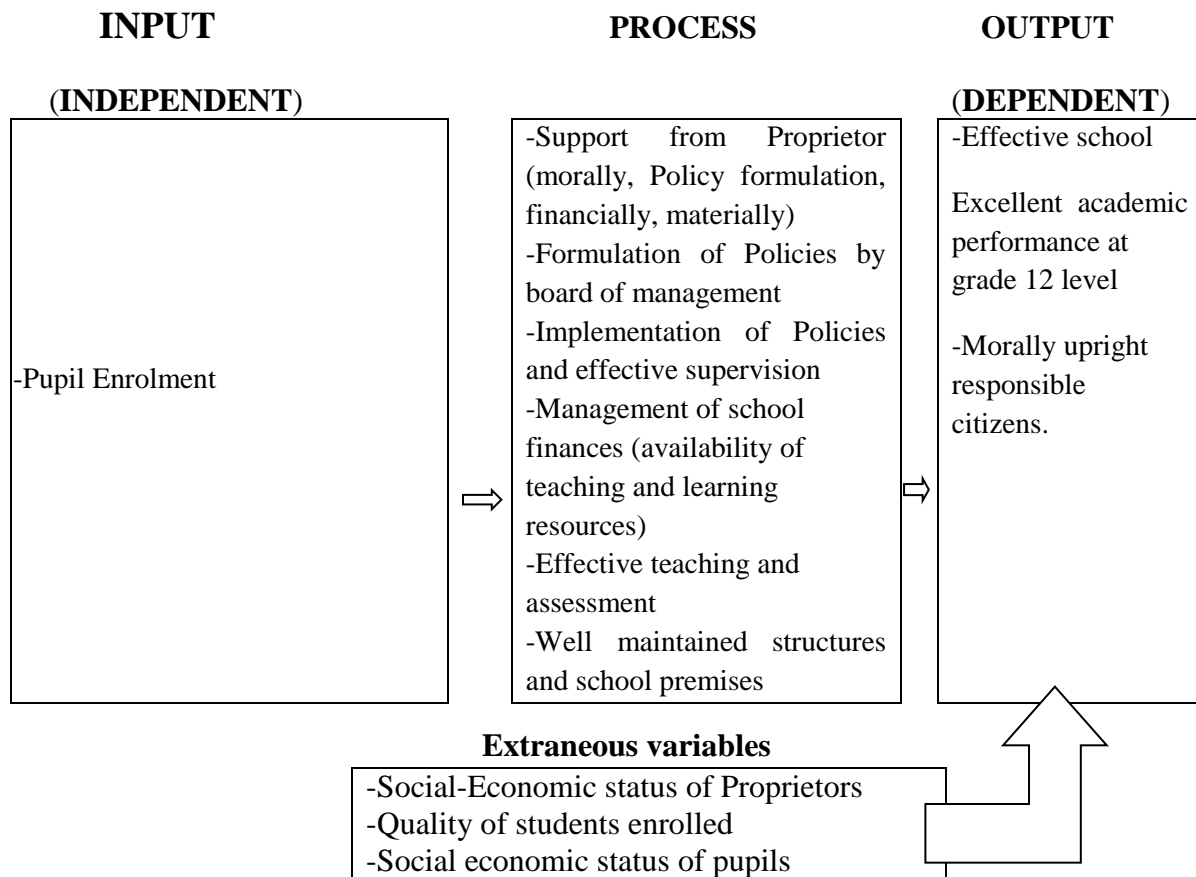 INPUT
PROCESS
OUTPUT
(INDEPENDENT)
(DEPENDENT)
-Pupil Enrolment
-Support from Proprietor
(morally, Policy formulation,
financially, materially)
-Formulation of Policies by
board of management
-Implementation of Policies
and effective supervision
-Management of school
finances (availability of
teaching and learning
resources)
-Effective teaching and
assessment
-Well maintained structures
and school premises
-Effective school
Excellent academic
performance at
grade 12 level
-Morally upright
responsible
citizens.
Extraneous variables
-Social-Economic status of Proprietors
-Quality of students enrolled
-Social economic status of pupils